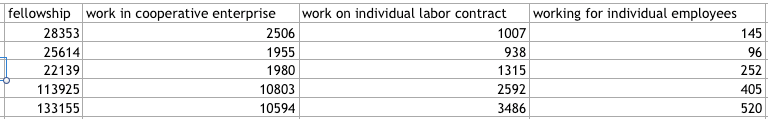 fellowship work in cooperative enterprise work on individual labor contract working for individual employees
28353 2506 1007 145
25614 1955 938 96
22139 1980 1315 252
113925 10803 2592 405
133155 10594 3486 520